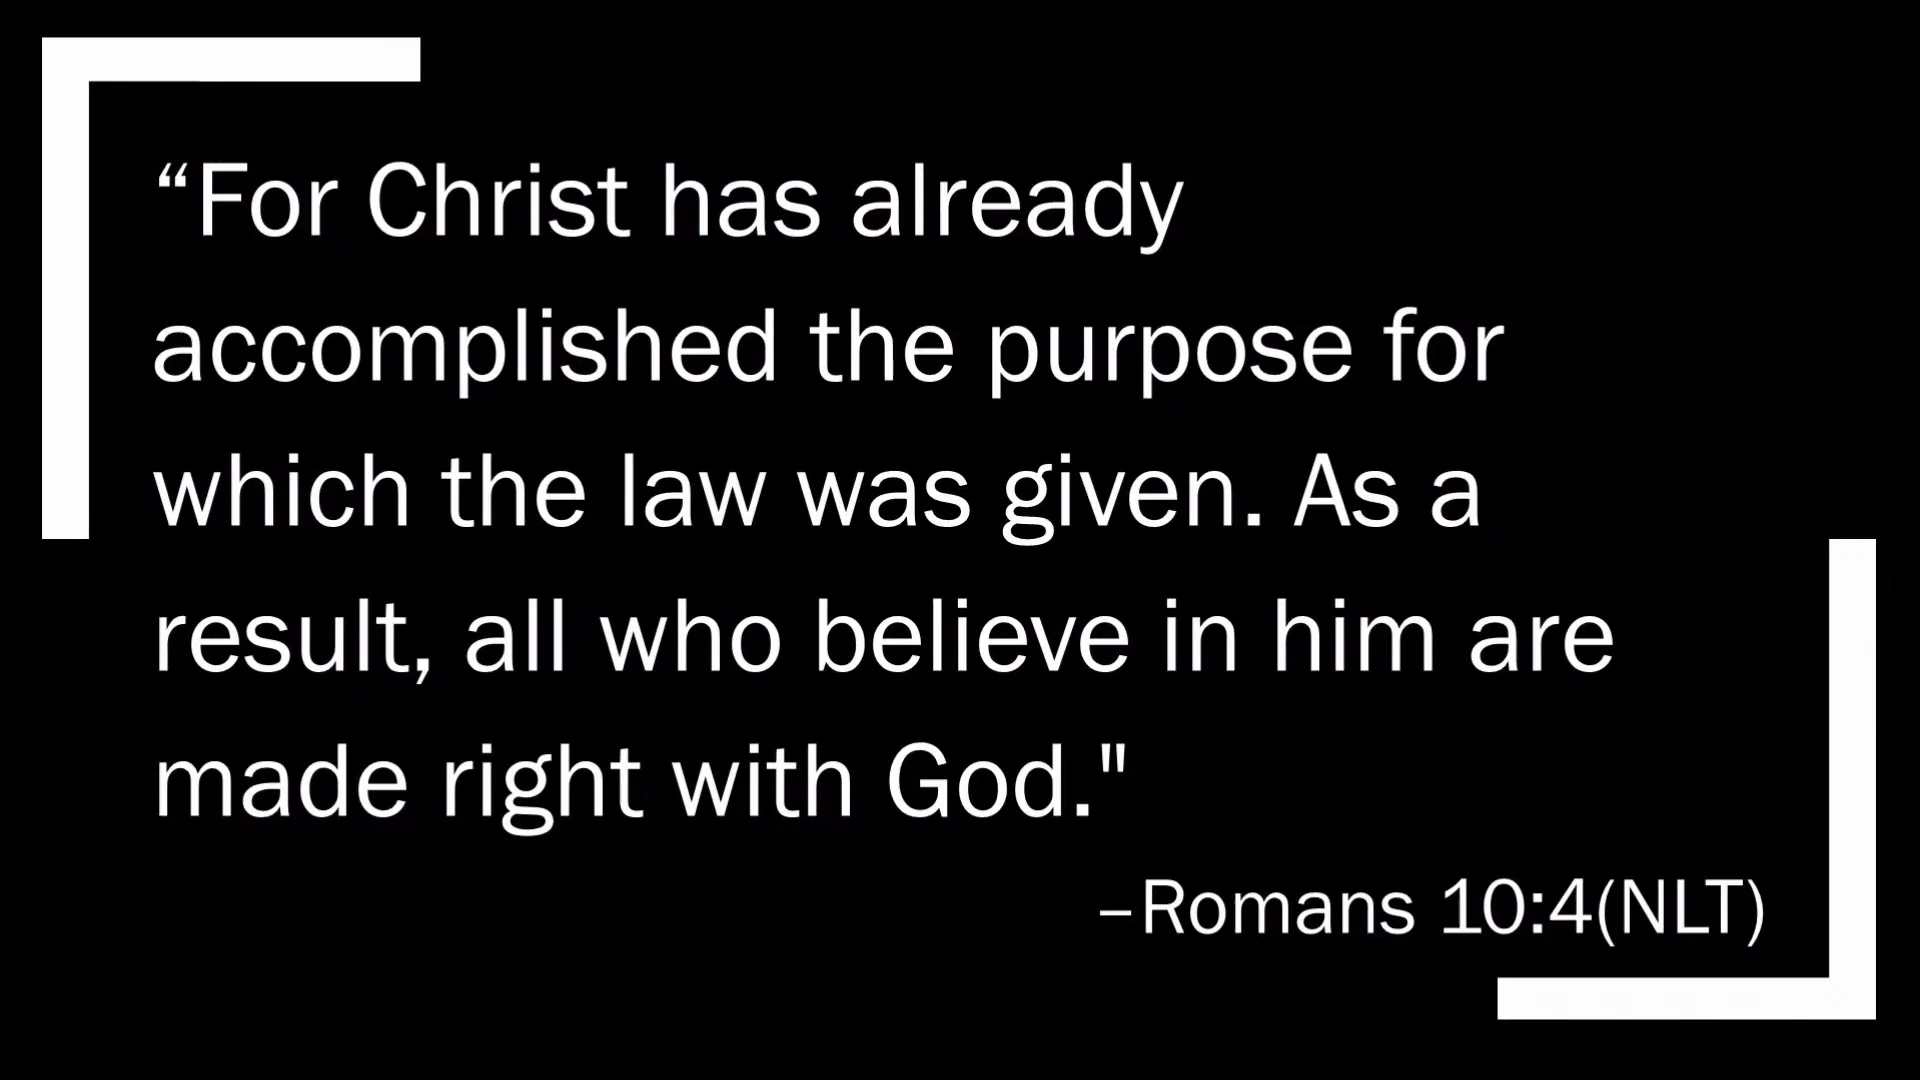 “For Christ has already
accomplished the purpose for
which the law was given. As a
result, all who believe in him are
made right with God."
–Romans 10:4(NLT)